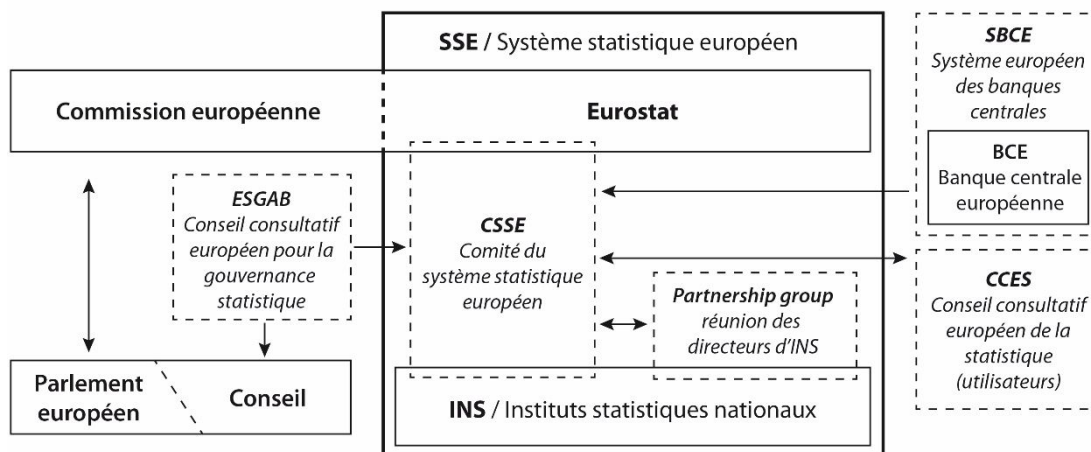 SSE / Système statistique européen
Commission européenne
Eurostat
SBCE
Système européen
des banques
centrales
BCE
Banque centrale
européenne
ESGAB
Conseil consultatif
européen pour la
gouvernance
statistique
CSSE
Comité du
système statistique
européen
Partnership group
réunion des
directeurs d’INS
CCES
Conseil consultatif
européen de la
statistique
(utilisateurs)
Parlement
européen
Conseil
INS / Instituts statistiques nationaux